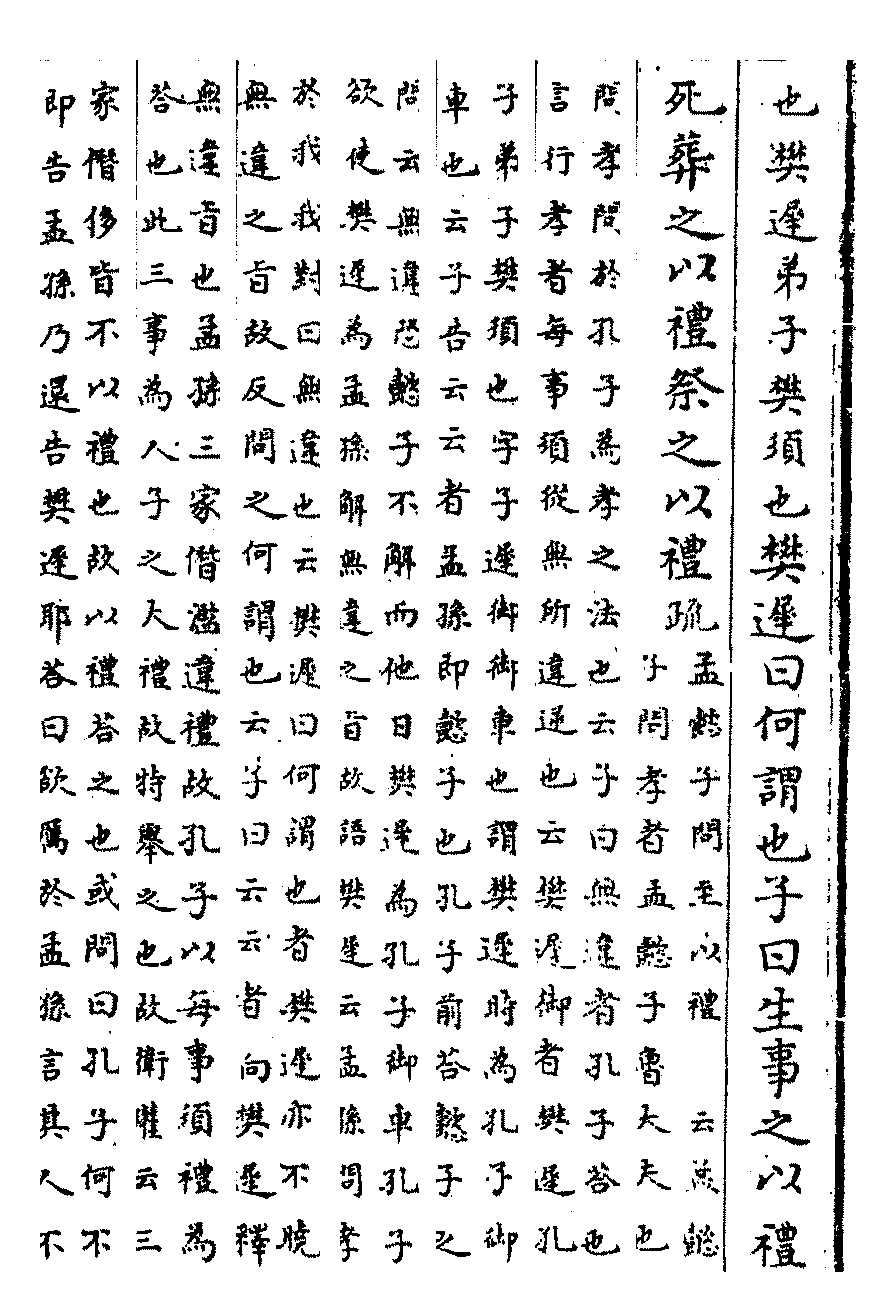 也樊遲弟子樊須也樊遲曰何謂也子曰生事之以禮
死葬之以禮祭之以禮疏
孟懿子問至以禮　云孟懿
子問孝者孟懿子魯大夫也
問孝問於孔子為孝之法也云子曰無違者孔子荅也
言行孝者每事須從無所違逆也云樊遲御者樊遲孔
子弟子樊須也字子遲御御車也謂樊遲時為孔子御
車也云子告云云者孟孫即懿子也孔子前荅懿子之
問云無違恐懿子不解而他日樊遲為孔子御車孔子
欲使樊遲為孟孫解無違之旨故語樊遲云孟孫問孝
於我我對曰無違也云樊遲曰何謂也者樊遲亦不曉
無違之旨故反問之何謂也云子曰云云者向樊遲釋
無違旨也孟孫三家僭濫違禮故孔子以每事須禮為
荅也此三事為人子之大禮故特舉之也故衛瓘云三
家僭侈皆不以禮也故以禮荅之也或問曰孔子何不
即告孟孫乃還告樊遲耶荅曰欲厲於孟孫言其人不